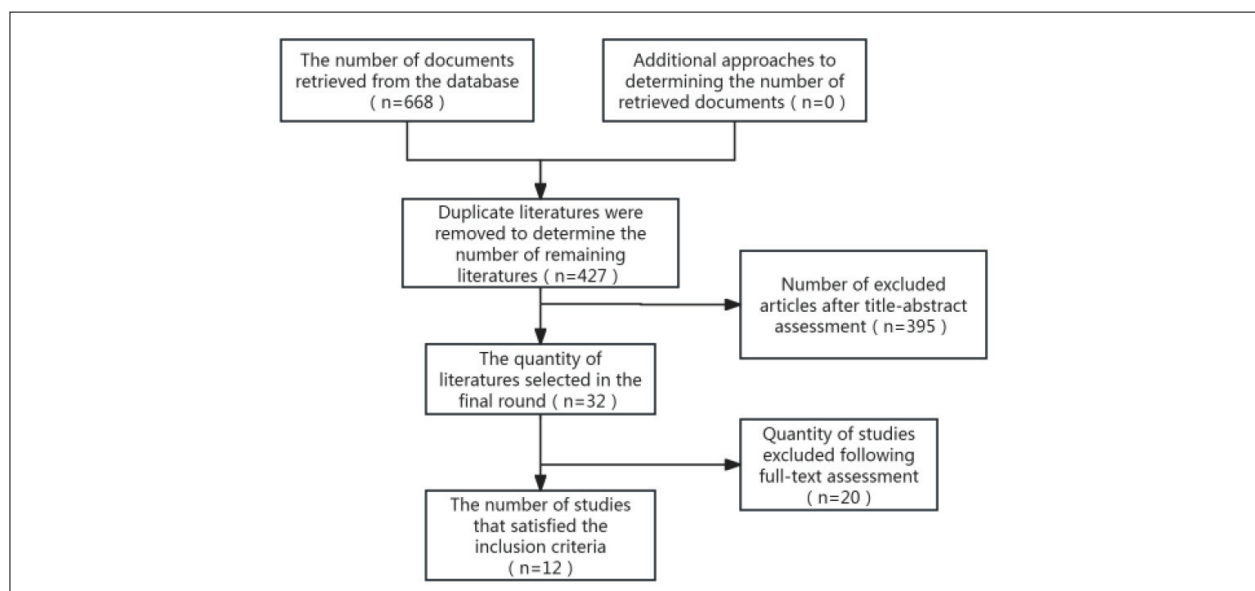 The number of documents
retrieved from the database
( n=668 )
Additional approaches to
determining the number of
retrieved documents ( n=0 )
Duplicate literatures were
removed to determine the
number of remaining
literatures ( n=427 )
Number of excluded
articles after title-abstract
assessment ( n=395 )
The quantity of
literatures selected in the
final round ( n=32 )
Quantity of studies
excluded following
full-text assessment
( n=20 )
The number of studies
that satisfied the
inclusion criteria
( n=12 )